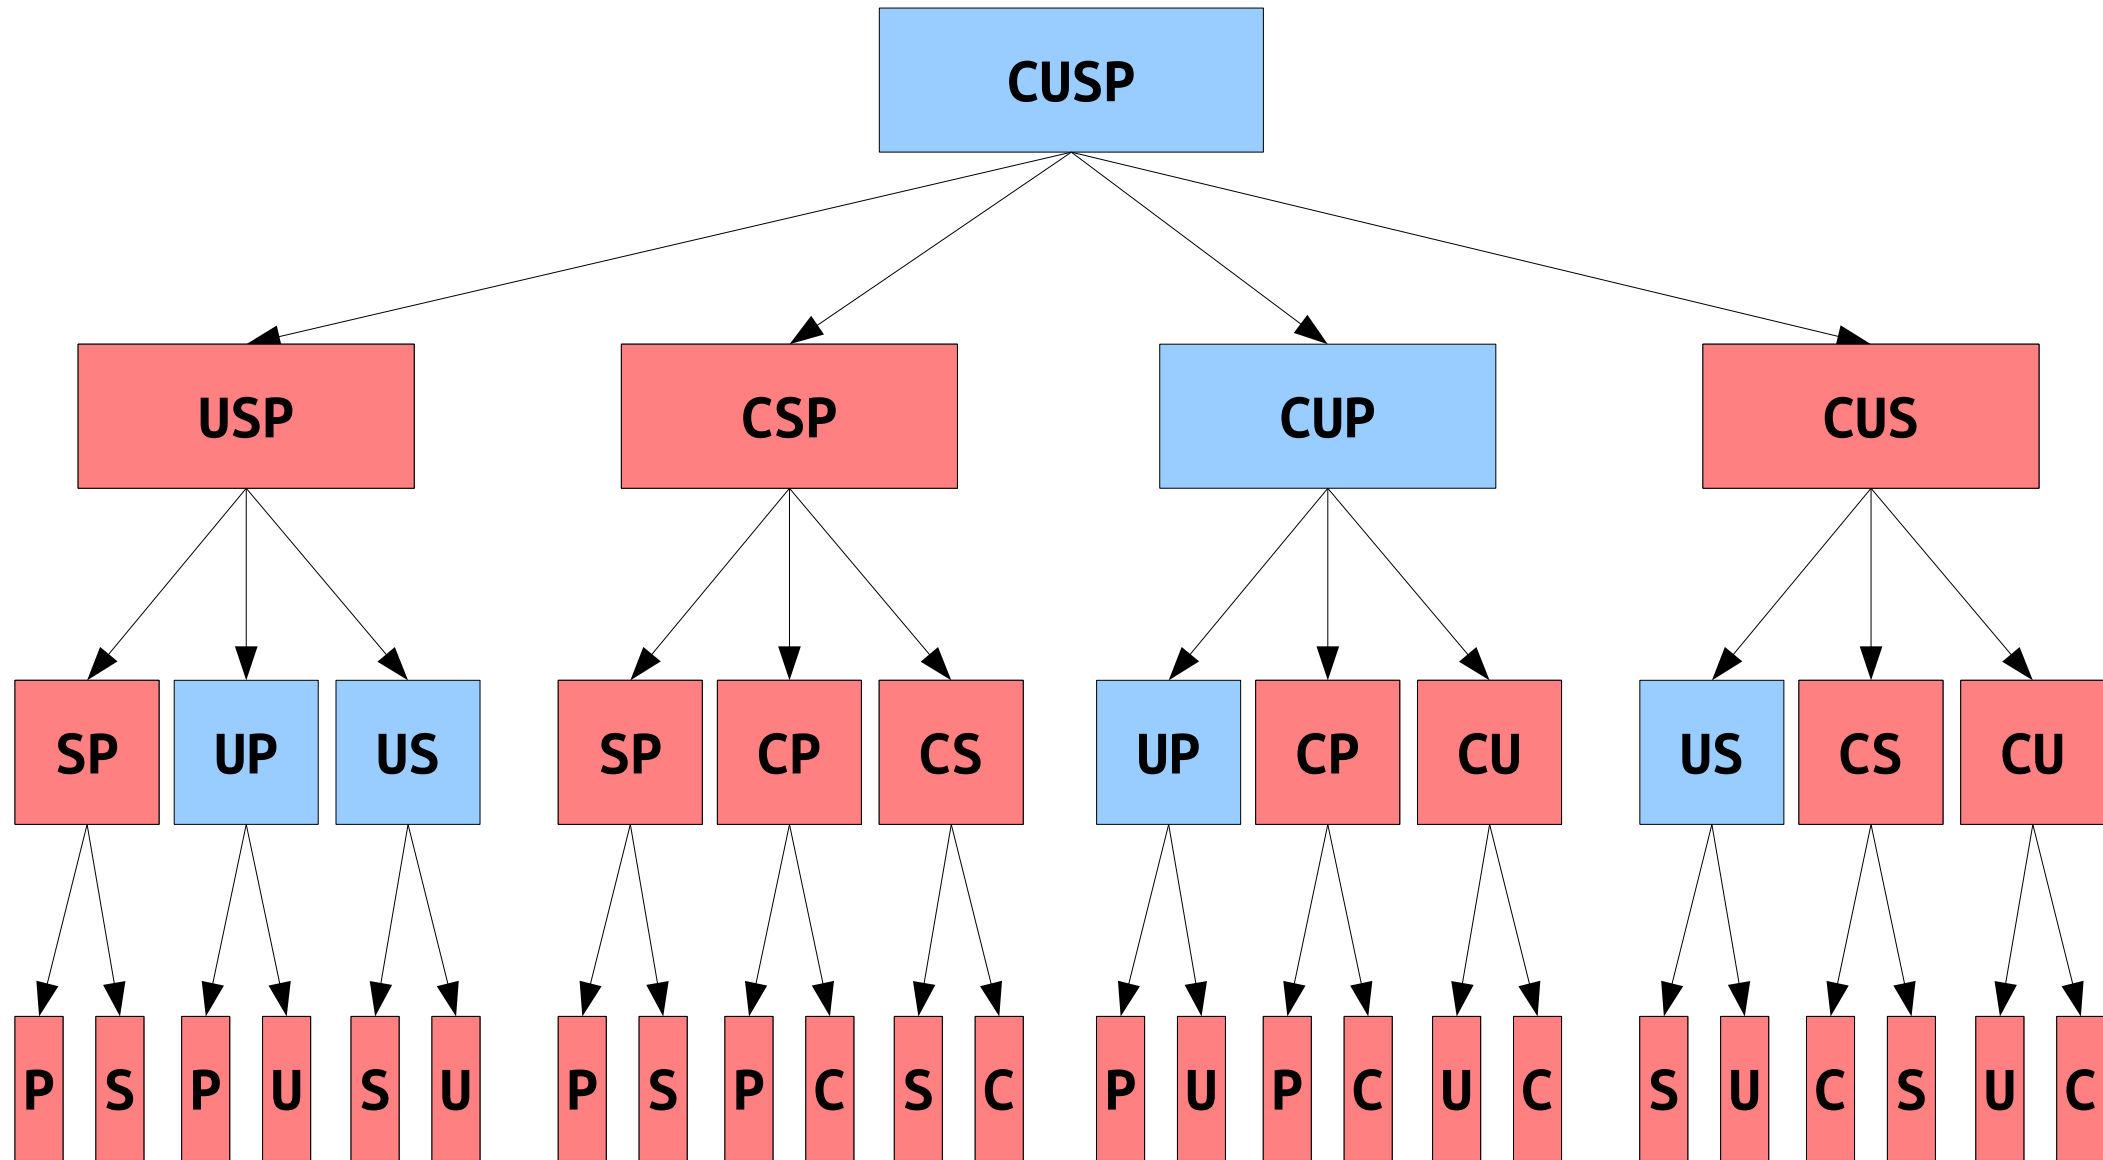 CUSP
USP CSP CUP CUS
SP UP US SP CP CS UP CP CU US CS CU
P S P U S U P S P C S C P U P C U C S U C S U C